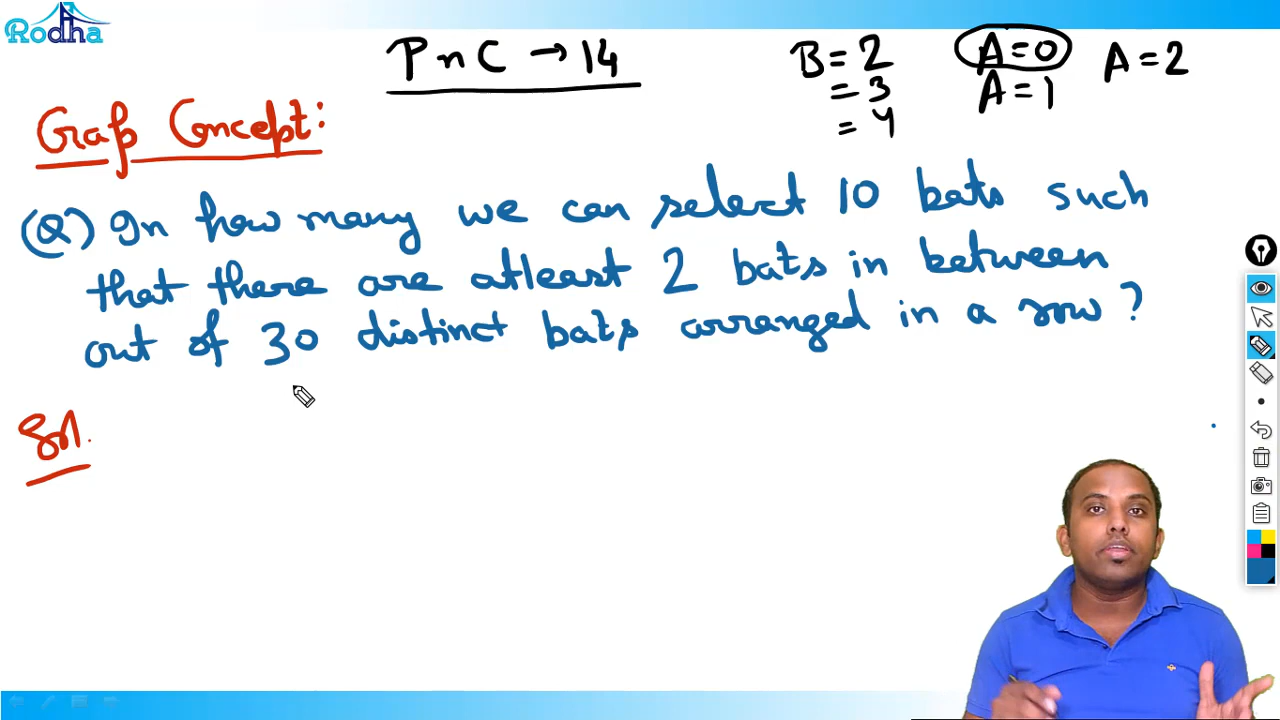 Rodha
PnC → 14
B = 2
= 3
= 4
A = 0
A = 1
A = 2
Gap Concept:
(Q) In how many we can select 10 bats such
that there are atleast 2 bats in between
out of 30 distinct bats arranged in a row?
Sol.